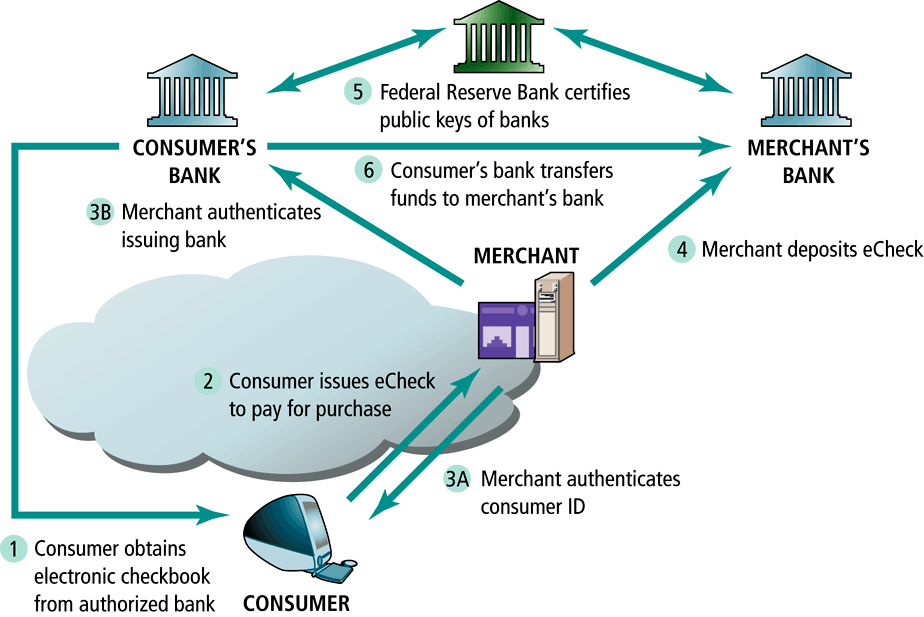 5 Federal Reserve Bank certifies
public keys of banks
CONSUMER'S
BANK
MERCHANT'S
BANK
6 Consumer's bank transfers
funds to merchant's bank
3B Merchant authenticates
issuing bank
MERCHANT
4 Merchant deposits eCheck
2 Consumer issues eCheck
to pay for purchase
3A Merchant authenticates
consumer ID
1 Consumer obtains
electronic checkbook
from authorized bank
CONSUMER